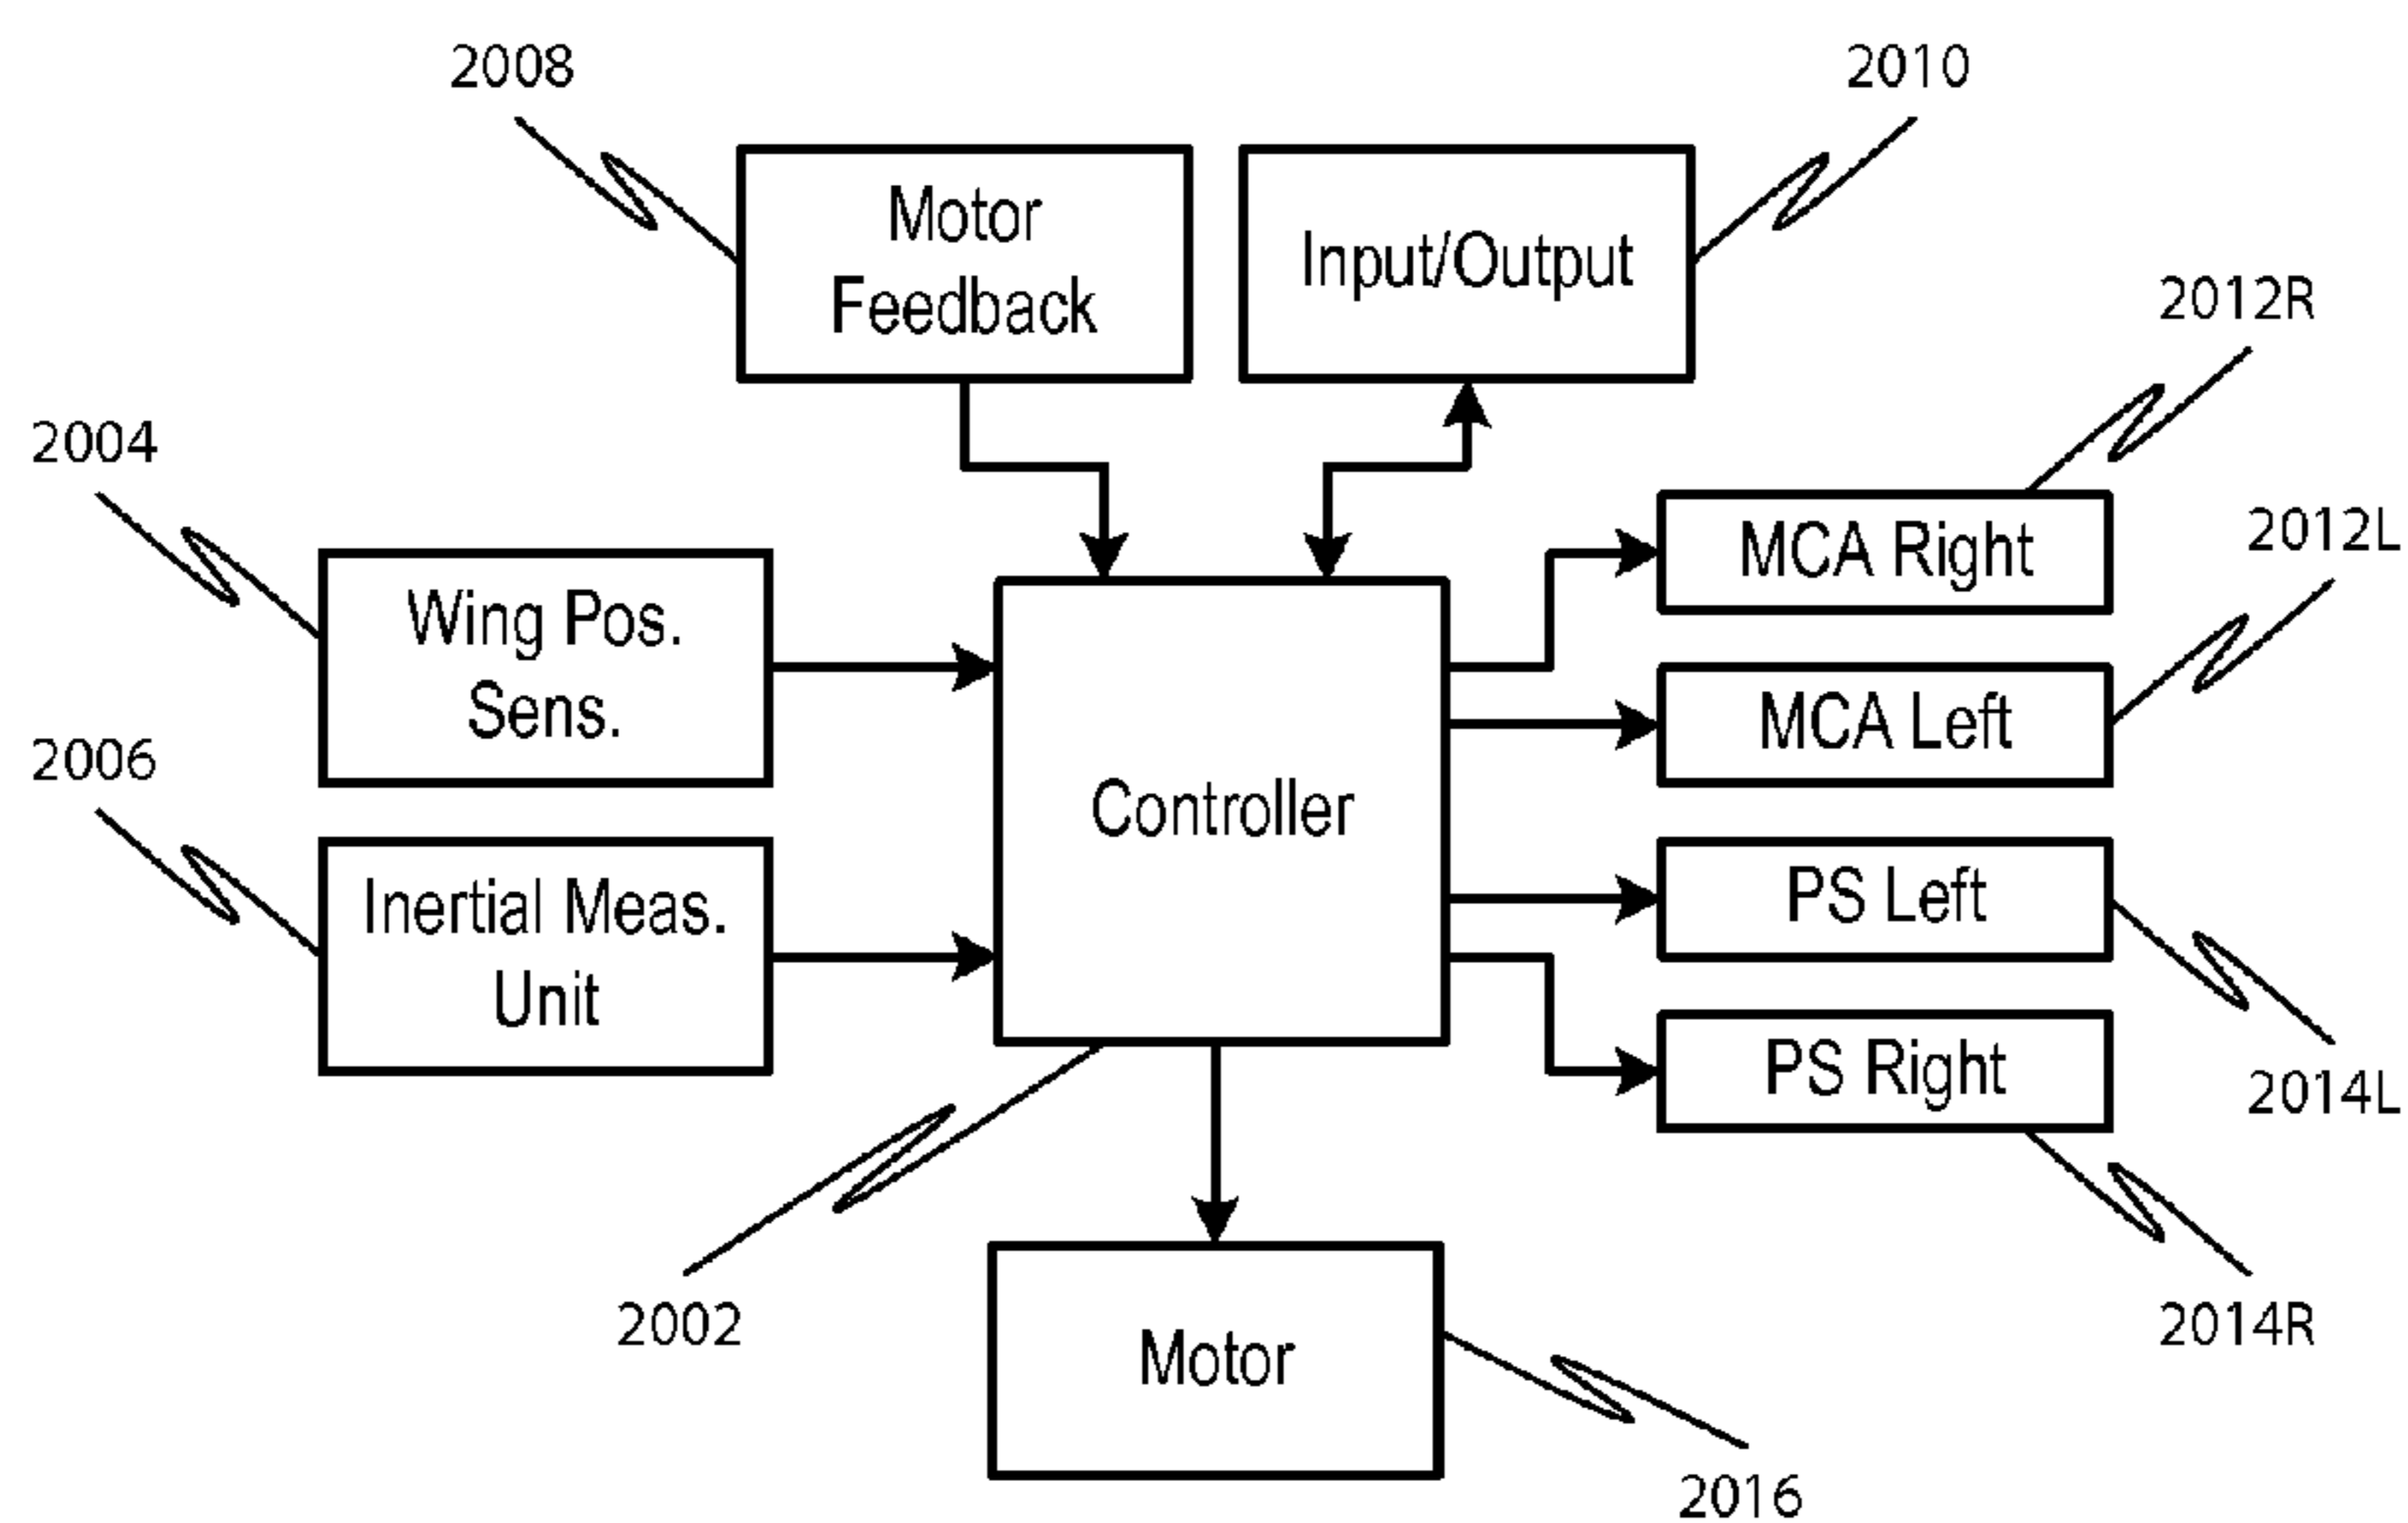 2008
2010
Motor
Feedback
Input/Output
2012R
2004
2012L
MCA Right
Wing Pos.
Sens.
MCA Left
2006
Controller
Inertial Meas.
Unit
PS Left
PS Right
2014L
2002
2014R
Motor
2016